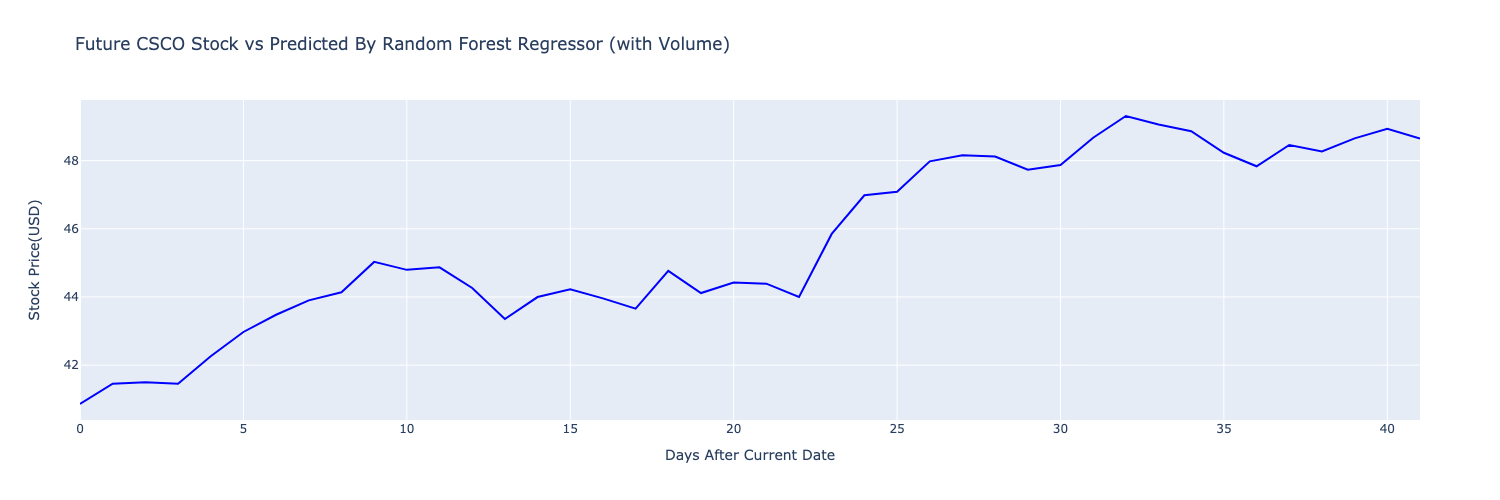 Future CSCO Stock vs Predicted By Random Forest Regressor (with Volume)
Stock Price(USD)
48
46
44
42
0 5 10 15 20 25 30 35 40
Days After Current Date